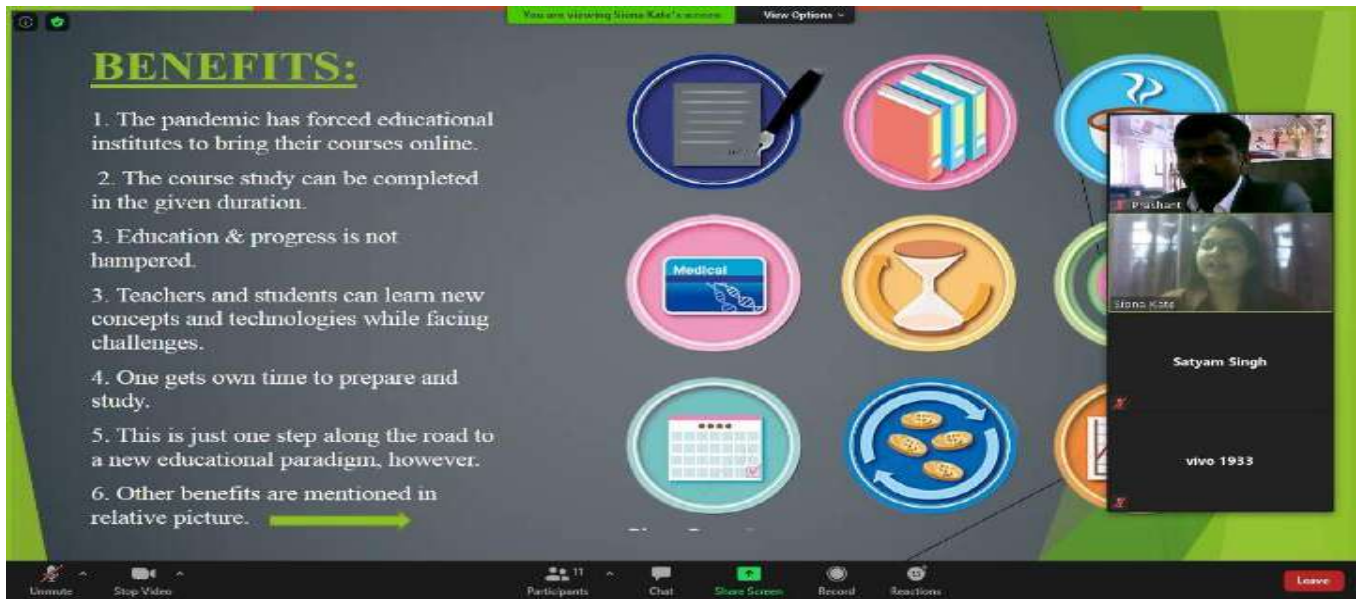 You are viewing Siona Kate's screen
View Options
BENEFITS:
1. The pandemic has forced educational
institutes to bring their courses online.
2. The course study can be completed
in the given duration.
3. Education & progress is not
hampered.
3. Teachers and students can learn new
concepts and technologies while facing
challenges.
4. One gets own time to prepare and
study.
5. This is just one step along the road to
a new educational paradigm, however.
6. Other benefits are mentioned in
relative picture.
Medical
Prashant
Siona Kate
Satyam Singh
vivo 1933
Unmute
Stop Video
Participants
11
Chat
Share Screen
Record
Reactions
Leave